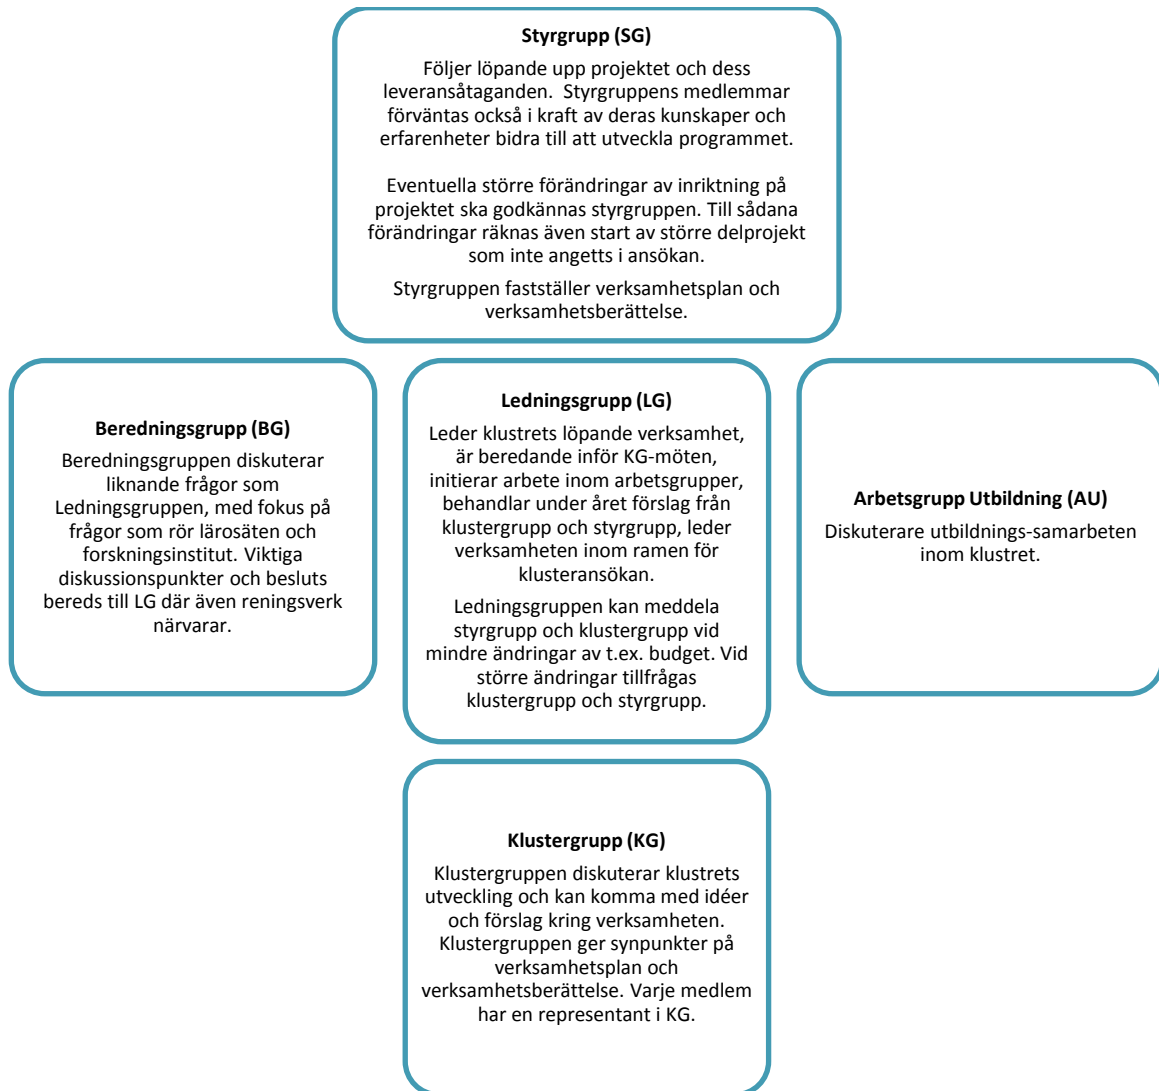 Styrgrupp (SG)
Följer löpande upp projektet och dess
leveransåtaganden.  Styrgruppens medlemmar
förväntas också i kraft av deras kunskaper och
erfarenheter bidra till att utveckla programmet.
Eventuella större förändringar av inriktning på
projektet ska godkännas styrgruppen. Till sådana
förändringar räknas även start av större delprojekt
som inte angetts i ansökan.
Styrgruppen fastställer verksamhetsplan och
verksamhetsberättelse.
Beredningsgrupp (BG)
Beredningsgruppen diskuterar
liknande frågor som
Ledningsgruppen, med fokus på
frågor som rör lärosäten och
forskningsinstitut. Viktiga
diskussionspunkter och besluts
bereds till LG där även reningsverk
närvarar.
Ledningsgrupp (LG)
Leder klustrets löpande verksamhet,
är beredande inför KG-möten,
initierar arbete inom arbetsgrupper,
behandlar under året förslag från
klustergrupp och styrgrupp, leder
verksamheten inom ramen för
klusteransökan.
Ledningsgruppen kan meddela
styrgrupp och klustergrupp vid
mindre ändringar av t.ex. budget. Vid
större ändringar tillfrågas
klustergrupp och styrgrupp.
Arbetsgrupp Utbildning (AU)
Diskuterare utbildnings-samarbeten
inom klustret.
Klustergrupp (KG)
Klustergruppen diskuterar klustrets
utveckling och kan komma med idéer
och förslag kring verksamheten.
Klustergruppen ger synpunkter på
verksamhetsplan och
verksamhetsberättelse. Varje medlem
har en representant i KG.